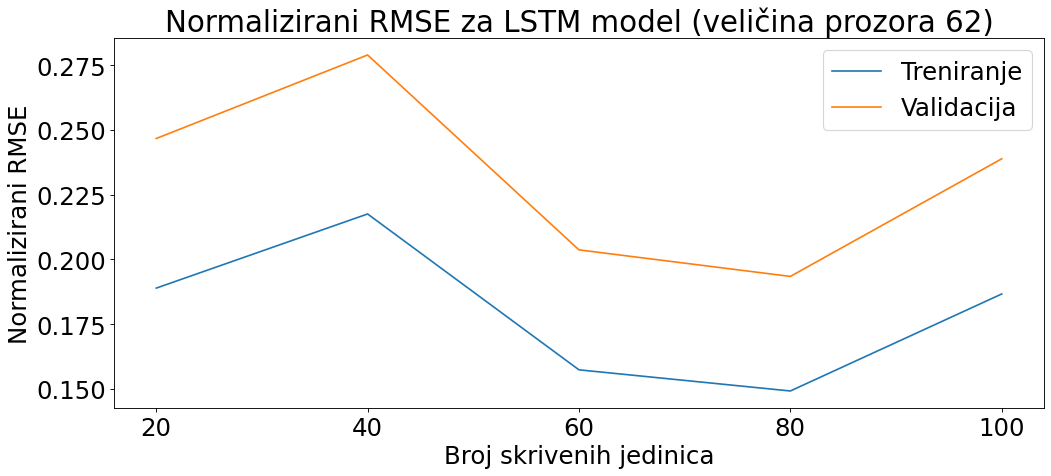 Normalizirani RMSE za LSTM model (veličina prozora 62)
Treniranje
Validacija
Normalizirani RMSE
0.275
0.250
0.225
0.200
0.175
0.150
20 40 60 80 100
Broj skrivenih jedinica